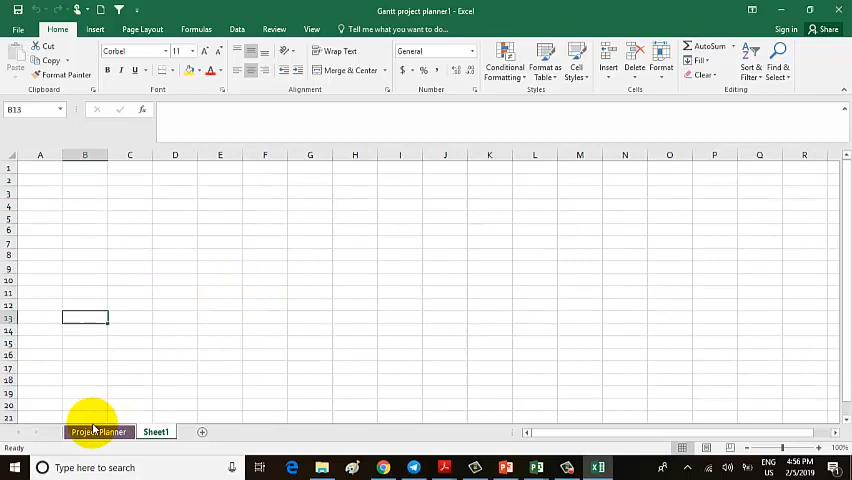 Gantt project planner1 - Excel
File Home Insert Page Layout Formulas Data Review View Tell me what you want to do... Sign in Share
Cut
Copy
Format Painter
Paste
Clipboard
Corbel 11 A A
B I U A
Font
Wrap Text
Merge & Center
Alignment
General
$ % ,
Number
Conditional Formatting
Format as Table
Cell Styles
Styles
Insert Delete Format
Cells
AutoSum
Fill
Clear
Sort & Filter
Find & Select
Editing
B13 fx
A B C D E F G H I J K L M N O P Q R
1
2
3
4
5
6
7
8
9
10
11
12
13
14
15
16
17
18
19
20
21
Project Planner Sheet1
Ready 100%
Type here to search
ENG
US
4:56 PM
2/5/2019